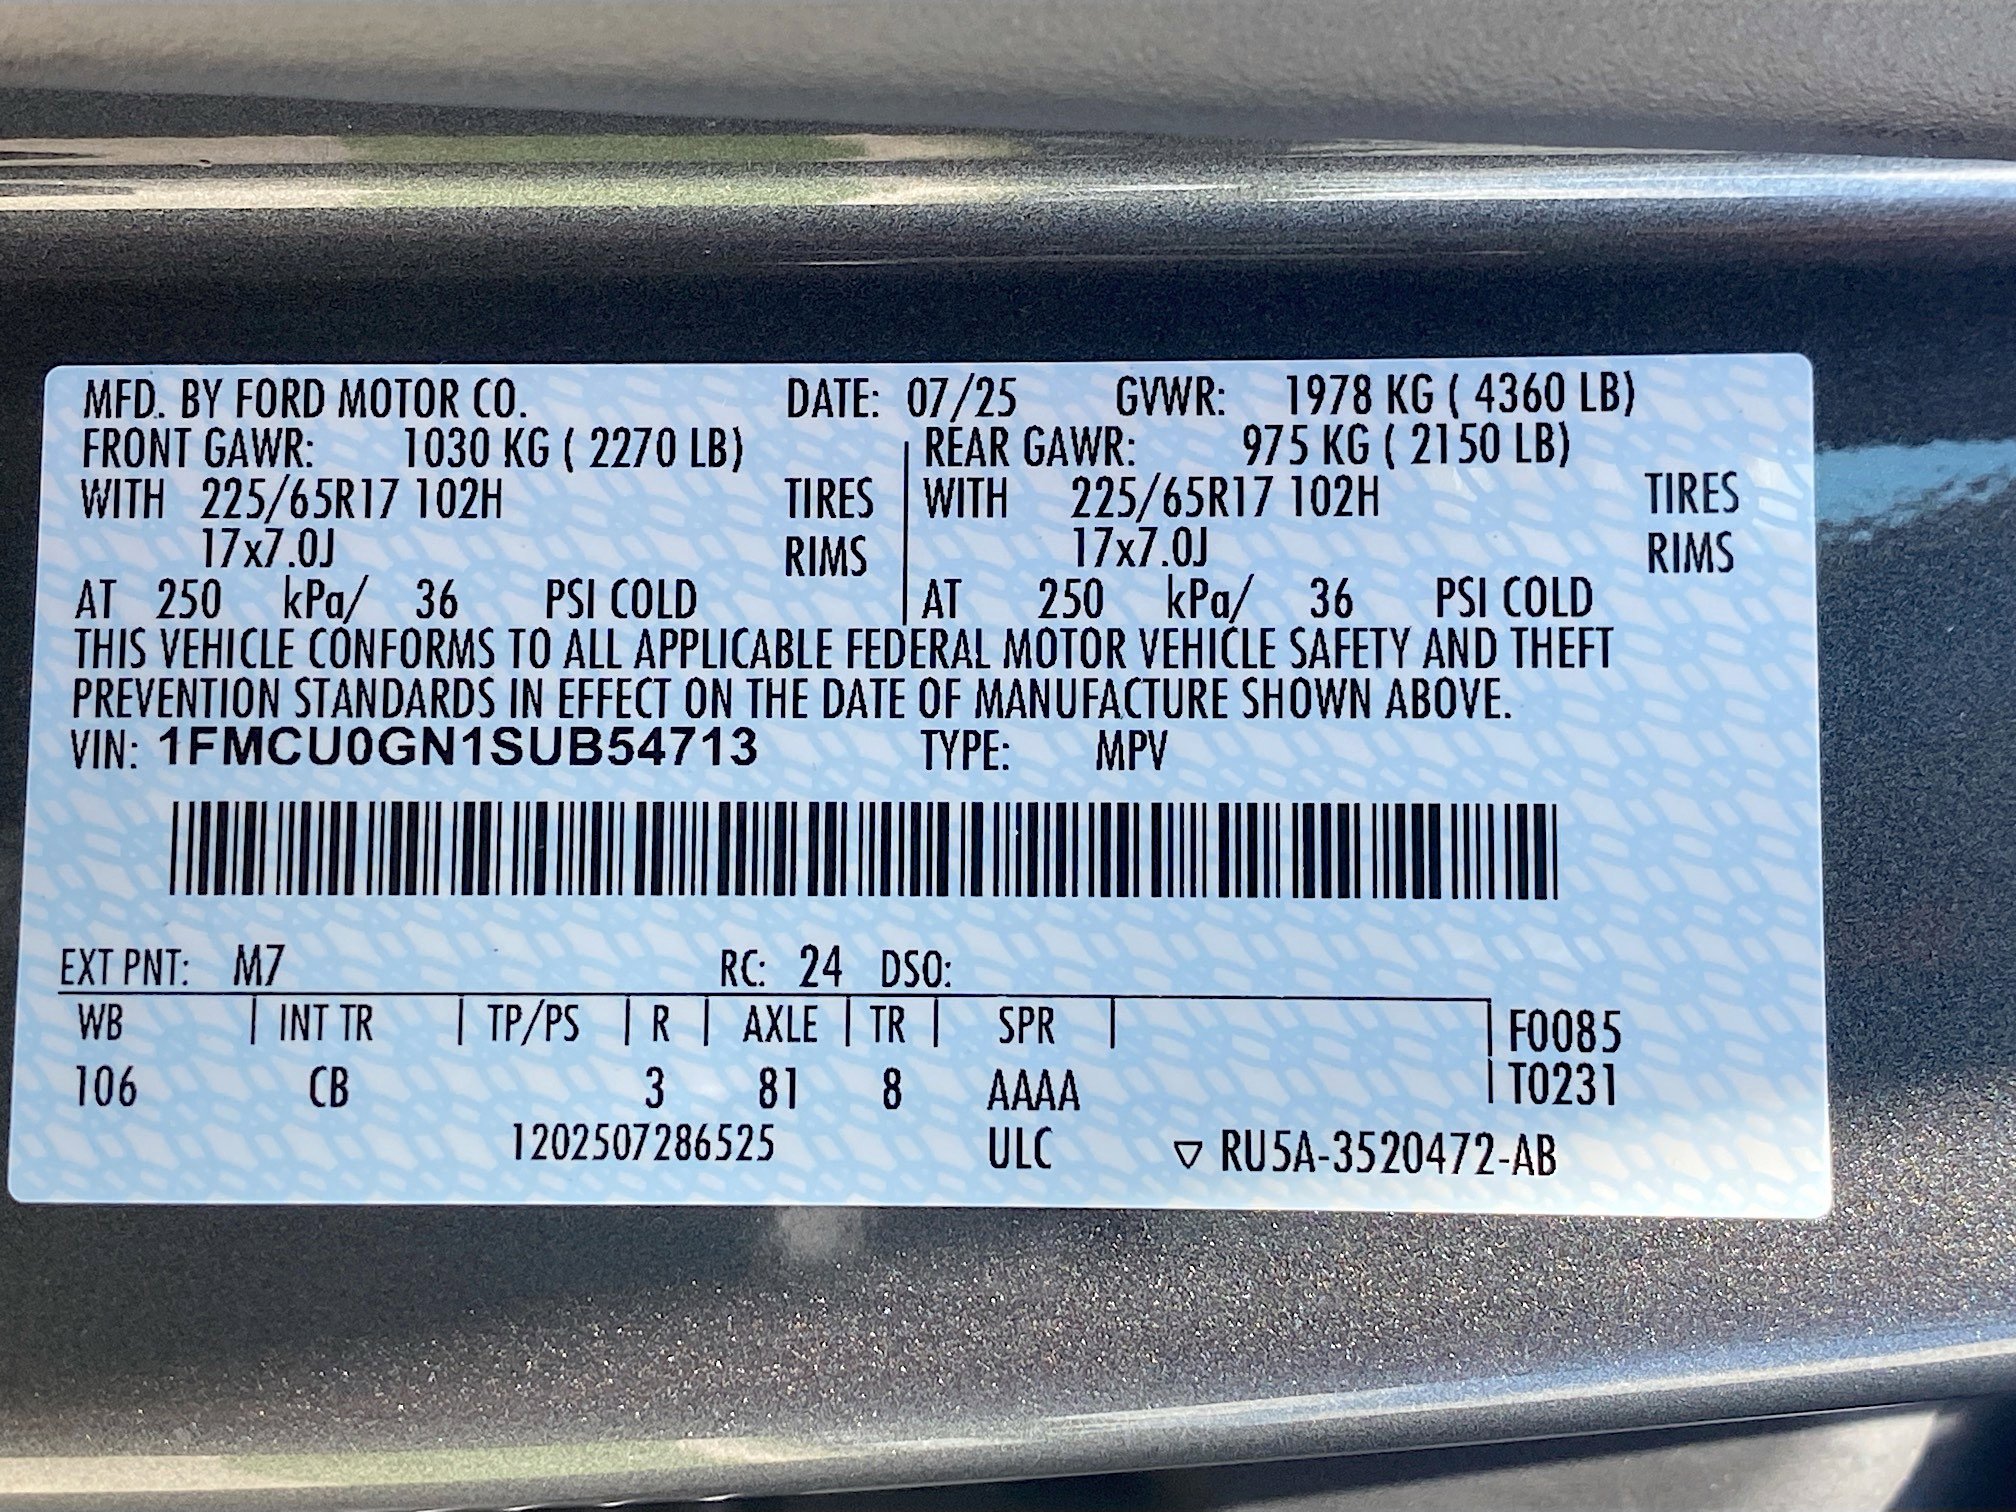 MFD. BY FORD MOTOR CO. DATE: 07/25 GVWR: 1978 KG ( 4360 LB)
FRONT GAWR: 1030 KG ( 2270 LB) REAR GAWR: 975 KG ( 2150 LB)
WITH 225/65R17 102H TIRES WITH 225/65R17 102H TIRES
17x7.0J RIMS 17x7.0J RIMS
AT 250 kPa/ 36 PSI COLD AT 250 kPa/ 36 PSI COLD
THIS VEHICLE CONFORMS TO ALL APPLICABLE FEDERAL MOTOR VEHICLE SAFETY AND THEFT
PREVENTION STANDARDS IN EFFECT ON THE DATE OF MANUFACTURE SHOWN ABOVE.
VIN: 1FMCU0GN1SUB54713 TYPE: MPV
EXT PNT: M7 RC: 24 DSO:
WB INT TR TP/PS R AXLE TR SPR F0085
106 CB 3 81 8 AAAA T0231
1202507286525 ULC ▽ RU5A-3520472-AB